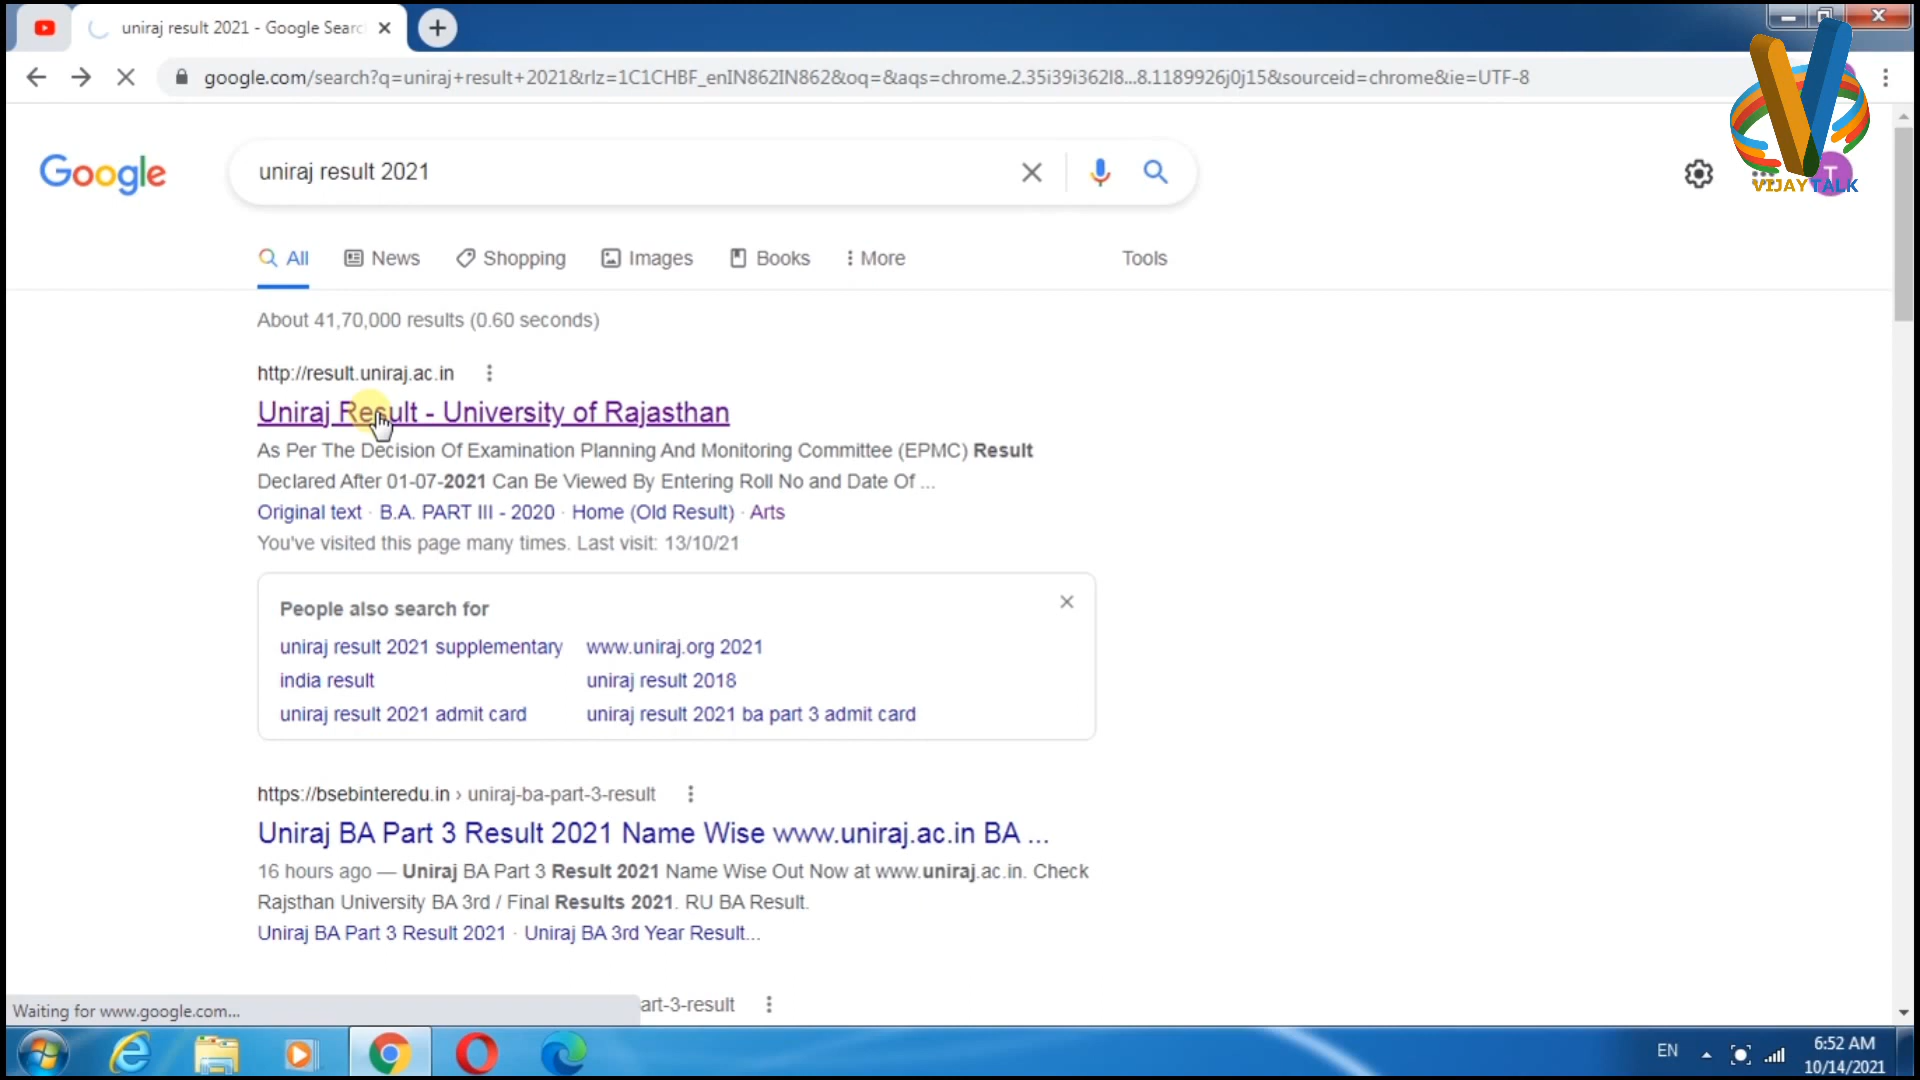 uniraj result 2021 - Google Searc
google.com/search?q=uniraj+result+2021&rlz=1C1CHBF_enIN862IN862&oq=&aqs=chrome.2.35i39i362l8...8.1189926j0j15&sourceid=chrome&ie=UTF-8
Google
uniraj result 2021
T
VIJAYTALK
All News Shopping Images Books More Tools
About 41,70,000 results (0.60 seconds)
http://result.uniraj.ac.in
Uniraj Result - University of Rajasthan
As Per The Decision Of Examination Planning And Monitoring Committee (EPMC) Result
Declared After 01-07-2021 Can Be Viewed By Entering Roll No and Date Of ...
Original text · B.A. PART III - 2020 · Home (Old Result) · Arts
You've visited this page many times. Last visit: 13/10/21
People also search for
uniraj result 2021 supplementary www.uniraj.org 2021
india result uniraj result 2018
uniraj result 2021 admit card uniraj result 2021 ba part 3 admit card
https://bsebinteredu.in › uniraj-ba-part-3-result
Uniraj BA Part 3 Result 2021 Name Wise www.uniraj.ac.in BA ...
16 hours ago — Uniraj BA Part 3 Result 2021 Name Wise Out Now at www.uniraj.ac.in. Check
Rajsthan University BA 3rd / Final Results 2021. RU BA Result.
Uniraj BA Part 3 Result 2021 · Uniraj BA 3rd Year Result...
art-3-result
Waiting for www.google.com...
EN
6:52 AM
10/14/2021